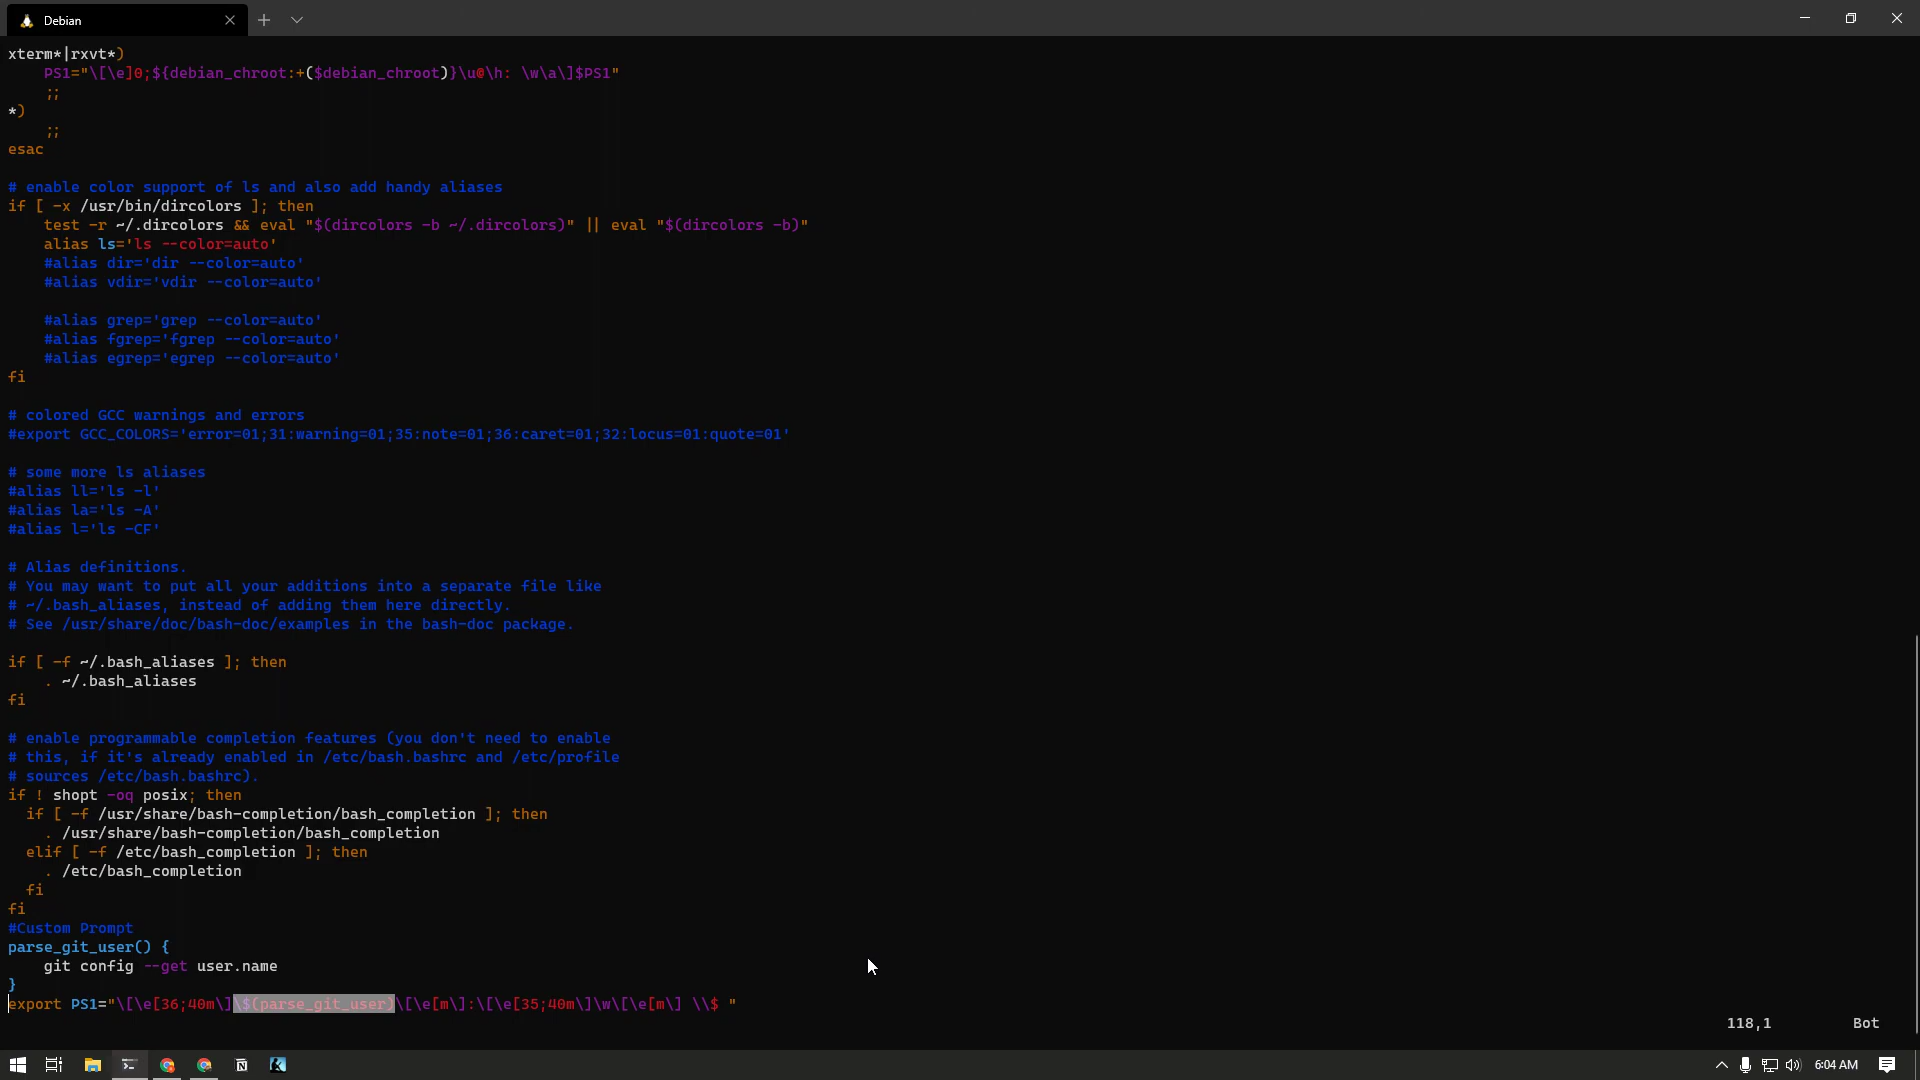 Debian
xterm*|rxvt*)
    PS1="\[\e]0;${debian_chroot:+($debian_chroot)}\u@\h: \w\a\]$PS1"
    ;;
*)
    ;;
esac
# enable color support of ls and also add handy aliases
if [ -x /usr/bin/dircolors ]; then
    test -r ~/.dircolors && eval "$(dircolors -b ~/.dircolors)" || eval "$(dircolors -b)"
    alias ls='ls --color=auto'
    #alias dir='dir --color=auto'
    #alias vdir='vdir --color=auto'
    #alias grep='grep --color=auto'
    #alias fgrep='fgrep --color=auto'
    #alias egrep='egrep --color=auto'
fi
# colored GCC warnings and errors
#export GCC_COLORS='error=01;31:warning=01;35:note=01;36:caret=01;32:locus=01:quote=01'
# some more ls aliases
#alias ll='ls -l'
#alias la='ls -A'
#alias l='ls -CF'
# Alias definitions.
# You may want to put all your additions into a separate file like
# ~/.bash_aliases, instead of adding them here directly.
# See /usr/share/doc/bash-doc/examples in the bash-doc package.
if [ -f ~/.bash_aliases ]; then
    . ~/.bash_aliases
fi
# enable programmable completion features (you don't need to enable
# this, if it's already enabled in /etc/bash.bashrc and /etc/profile
# sources /etc/bash.bashrc).
if ! shopt -oq posix; then
  if [ -f /usr/share/bash-completion/bash_completion ]; then
    . /usr/share/bash-completion/bash_completion
  elif [ -f /etc/bash_completion ]; then
    . /etc/bash_completion
  fi
fi
#Custom Prompt
parse_git_user() {
    git config --get user.name
}
export PS1="\[\e[36;40m\]\$(parse_git_user)\[\e[m\]:\[\e[35;40m\]\w\[\e[m\] \\$ "
118,1 Bot
6:04 AM